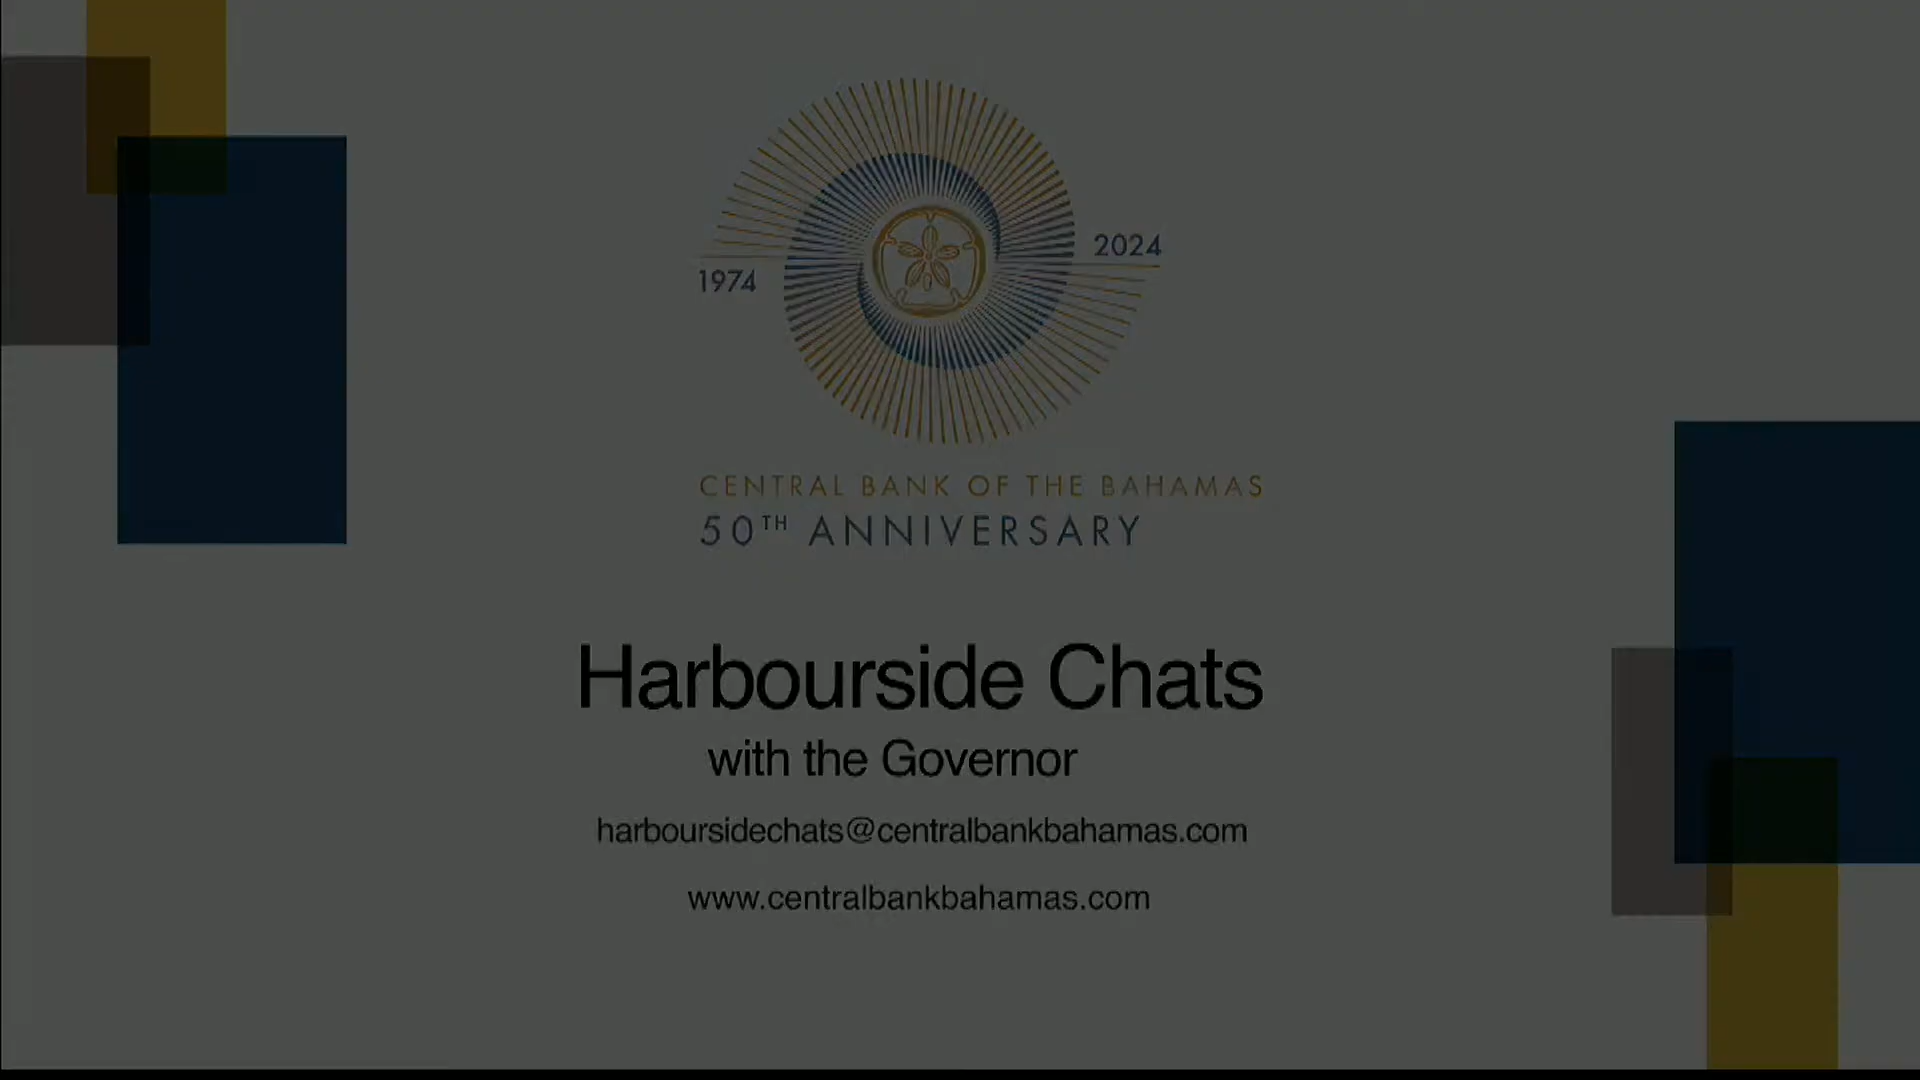 2024
1974
CENTRAL BANK OF THE BAHAMAS
50TH ANNIVERSARY
Harbourside Chats
with the Governor
harboursidechats@centralbankbahamas.com
www.centralbankbahamas.com